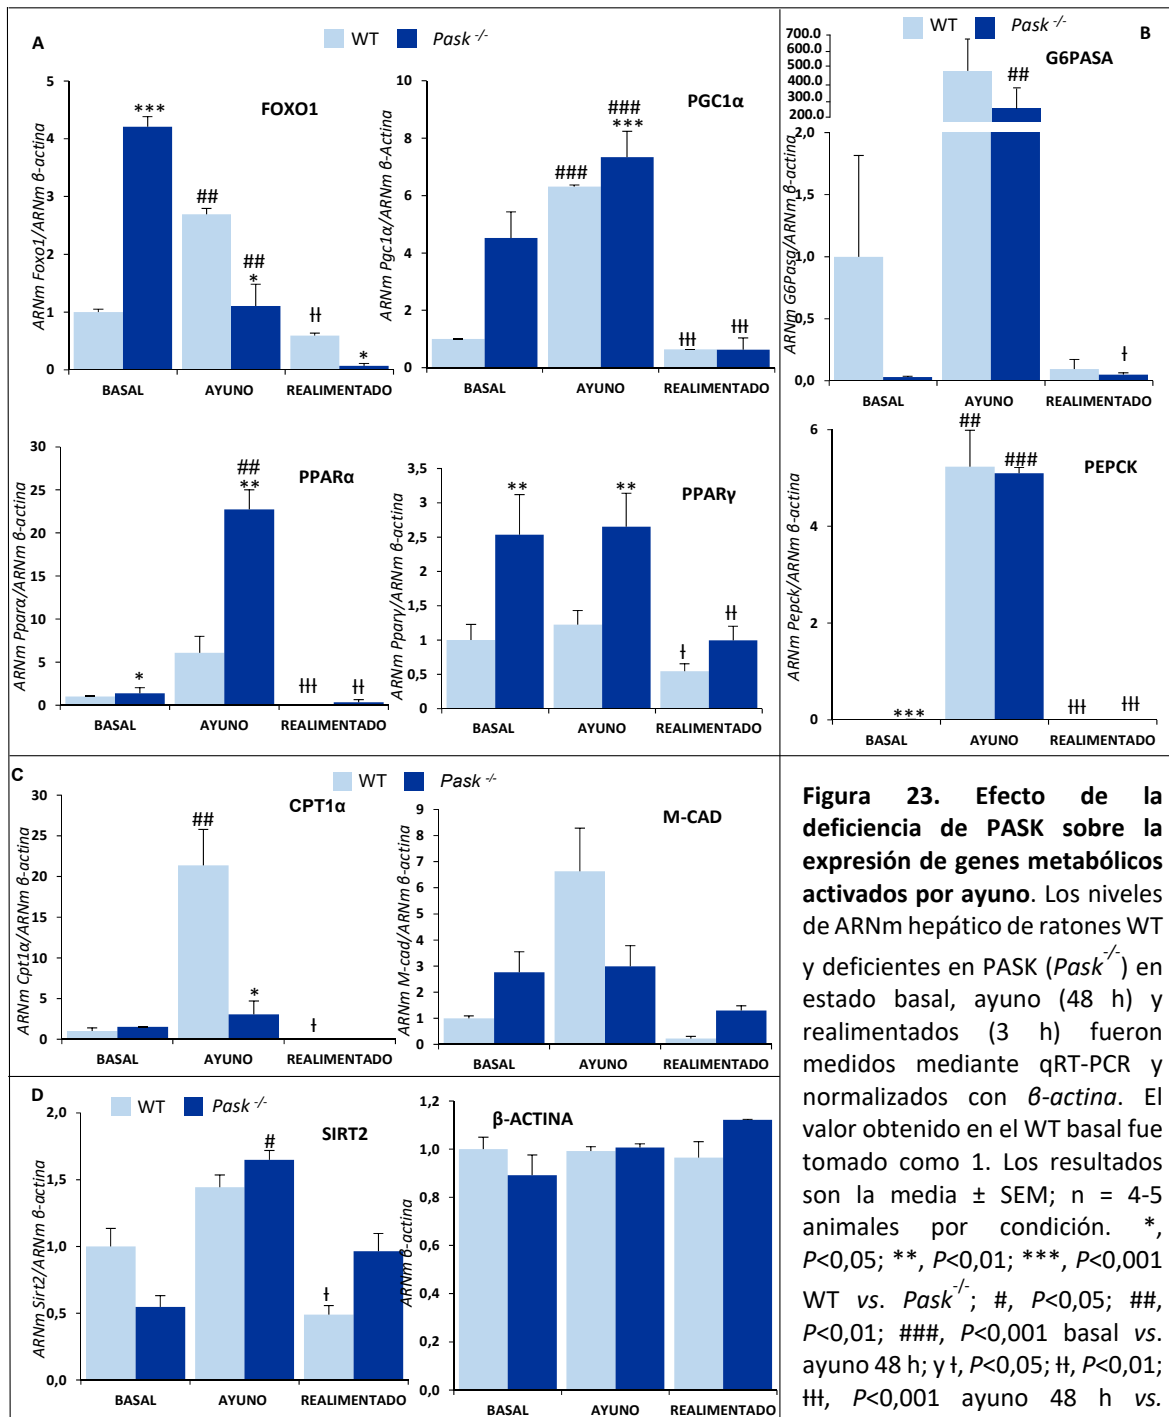 A
WT Pask -/-
FOXO1
ARNm Foxo1/ARNm β-actina
5
4
3
2
1
0
***
##
##
*
ƗƗ
*
BASAL AYUNO REALIMENTADO
PGC1α
ARNm Pgc1α/ARNm β-Actina
10
8
6
4
2
0
###
###
***
ƗƗƗ
ƗƗƗ
BASAL AYUNO REALIMENTADO
PPARα
ARNm Pparα/ARNm β-actina
30
25
20
15
10
5
0
*
##
**
ƗƗƗ
ƗƗ
BASAL AYUNO REALIMENTADO
PPARγ
ARNm Pparγ/ARNm β-actina
3,5
3
2,5
2
1,5
1
0,5
0
**
**
Ɨ
ƗƗ
BASAL AYUNO REALIMENTADO
B
WT Pask -/-
G6PASA
ARNm G6Pasa/ARNm β-actina
700.0
600.0
500.0
400.0
300.0
200.0
2,0
1,5
1,0
0,5
0,0
##
Ɨ
BASAL AYUNO REALIMENTADO
PEPCK
ARNm Pepck/ARNm β-actina
6
4
2
0
***
##
###
ƗƗƗ
ƗƗƗ
BASAL AYUNO REALIMENTADO
C
WT Pask -/-
CPT1α
ARNm Cpt1α/ARNm β-actina
30
25
20
15
10
5
0
##
*
Ɨ
BASAL AYUNO REALIMENTADO
M-CAD
ARNm M-cad/ARNm β-actina
9
8
7
6
5
4
3
2
1
0
BASAL AYUNO REALIMENTADO
D
WT Pask -/-
SIRT2
ARNm Sirt2/ARNm β-actina
2,0
1,5
1,0
0,5
0,0
#
Ɨ
BASAL AYUNO REALIMENTADO
β-ACTINA
ARNm β-actina
1,2
1,0
0,8
0,6
0,4
0,2
0,0
BASAL AYUNO REALIMENTADO
Figura 23. Efecto de la
deficiencia de PASK sobre la
expresión de genes metabólicos
activados por ayuno. Los niveles
de ARNm hepático de ratones WT
y deficientes en PASK (Pask-/-) en
estado basal, ayuno (48 h) y
realimentados (3 h) fueron
medidos mediante qRT-PCR y
normalizados con β-actina. El
valor obtenido en el WT basal fue
tomado como 1. Los resultados
son la media ± SEM; n = 4-5
animales por condición. *,
P<0,05; **, P<0,01; ***, P<0,001
WT vs. Pask-/-; #, P<0,05; ##,
P<0,01; ###, P<0,001 basal vs.
ayuno 48 h; y Ɨ, P<0,05; ƗƗ, P<0,01;
ƗƗƗ, P<0,001 ayuno 48 h vs.